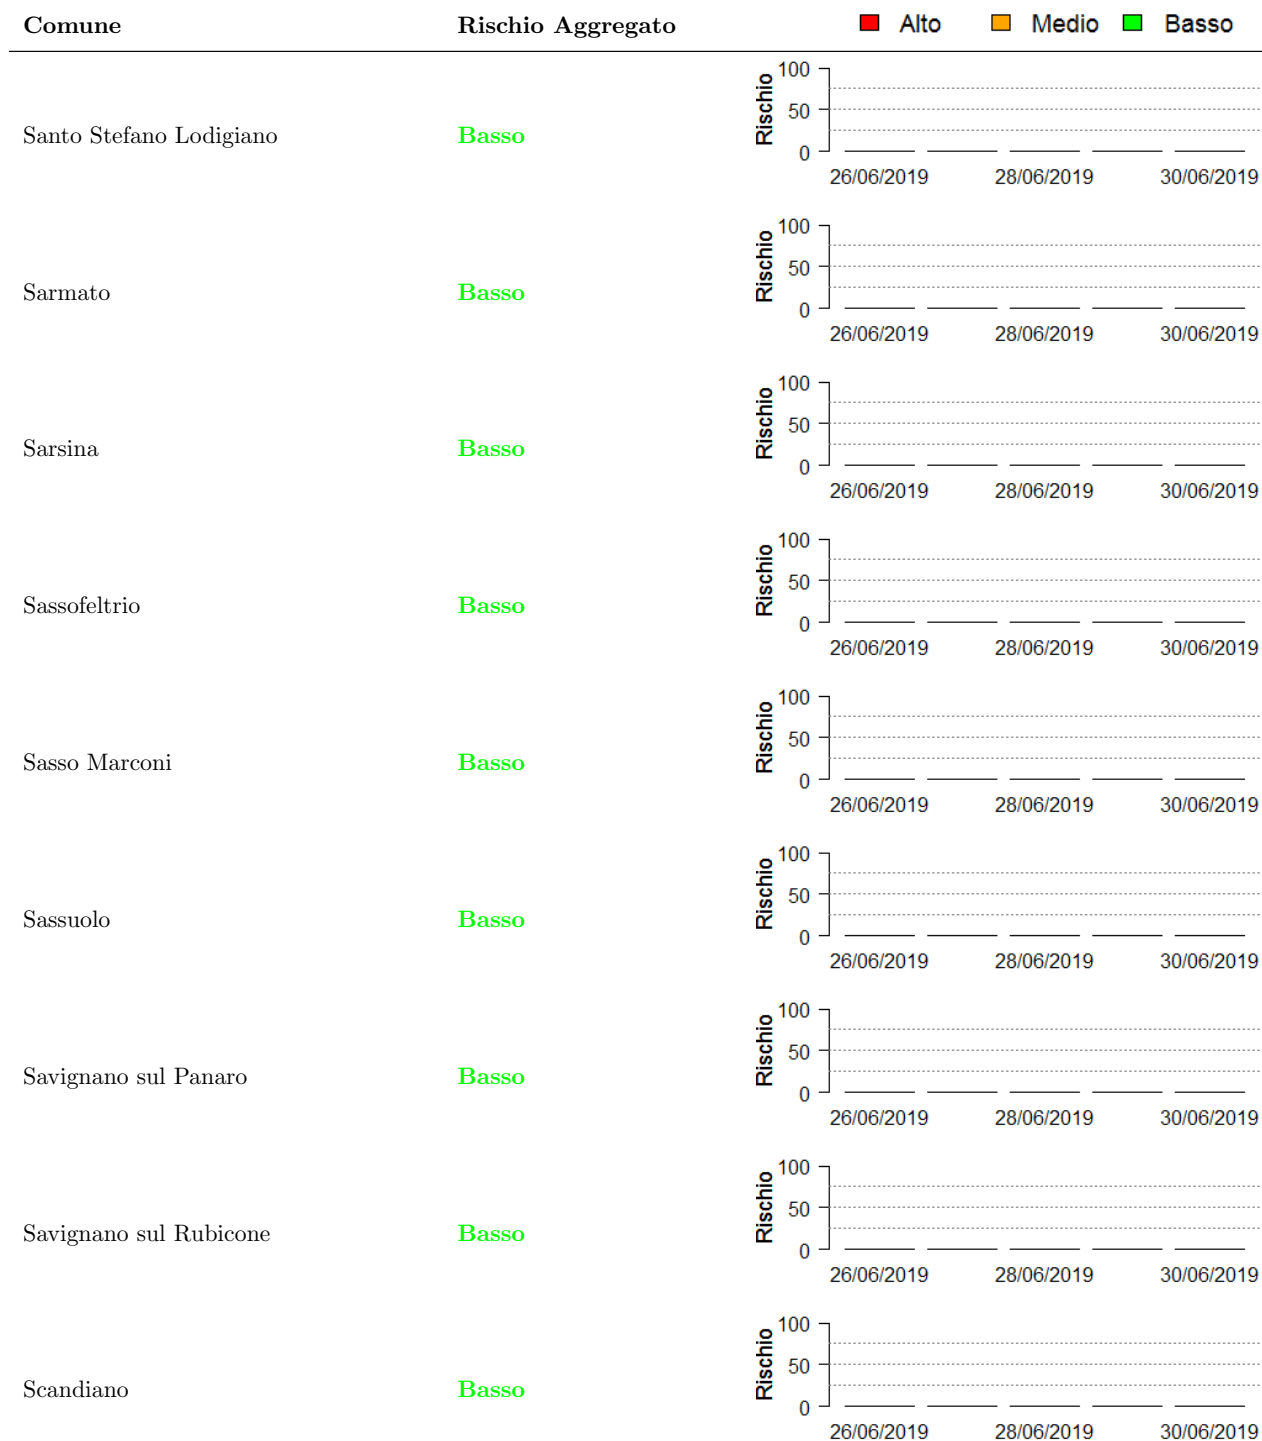 Comune Rischio Aggregato Alto Medio Basso
100
50
0
Rischio
Santo Stefano Lodigiano Basso
26/06/2019 28/06/2019 30/06/2019
100
50
0
Rischio
Sarmato Basso
26/06/2019 28/06/2019 30/06/2019
100
50
0
Rischio
Sarsina Basso
26/06/2019 28/06/2019 30/06/2019
100
50
0
Rischio
Sassofeltrio Basso
26/06/2019 28/06/2019 30/06/2019
100
50
0
Rischio
Sasso Marconi Basso
26/06/2019 28/06/2019 30/06/2019
100
50
0
Rischio
Sassuolo Basso
26/06/2019 28/06/2019 30/06/2019
100
50
0
Rischio
Savignano sul Panaro Basso
26/06/2019 28/06/2019 30/06/2019
100
50
0
Rischio
Savignano sul Rubicone Basso
26/06/2019 28/06/2019 30/06/2019
100
50
0
Rischio
Scandiano Basso
26/06/2019 28/06/2019 30/06/2019